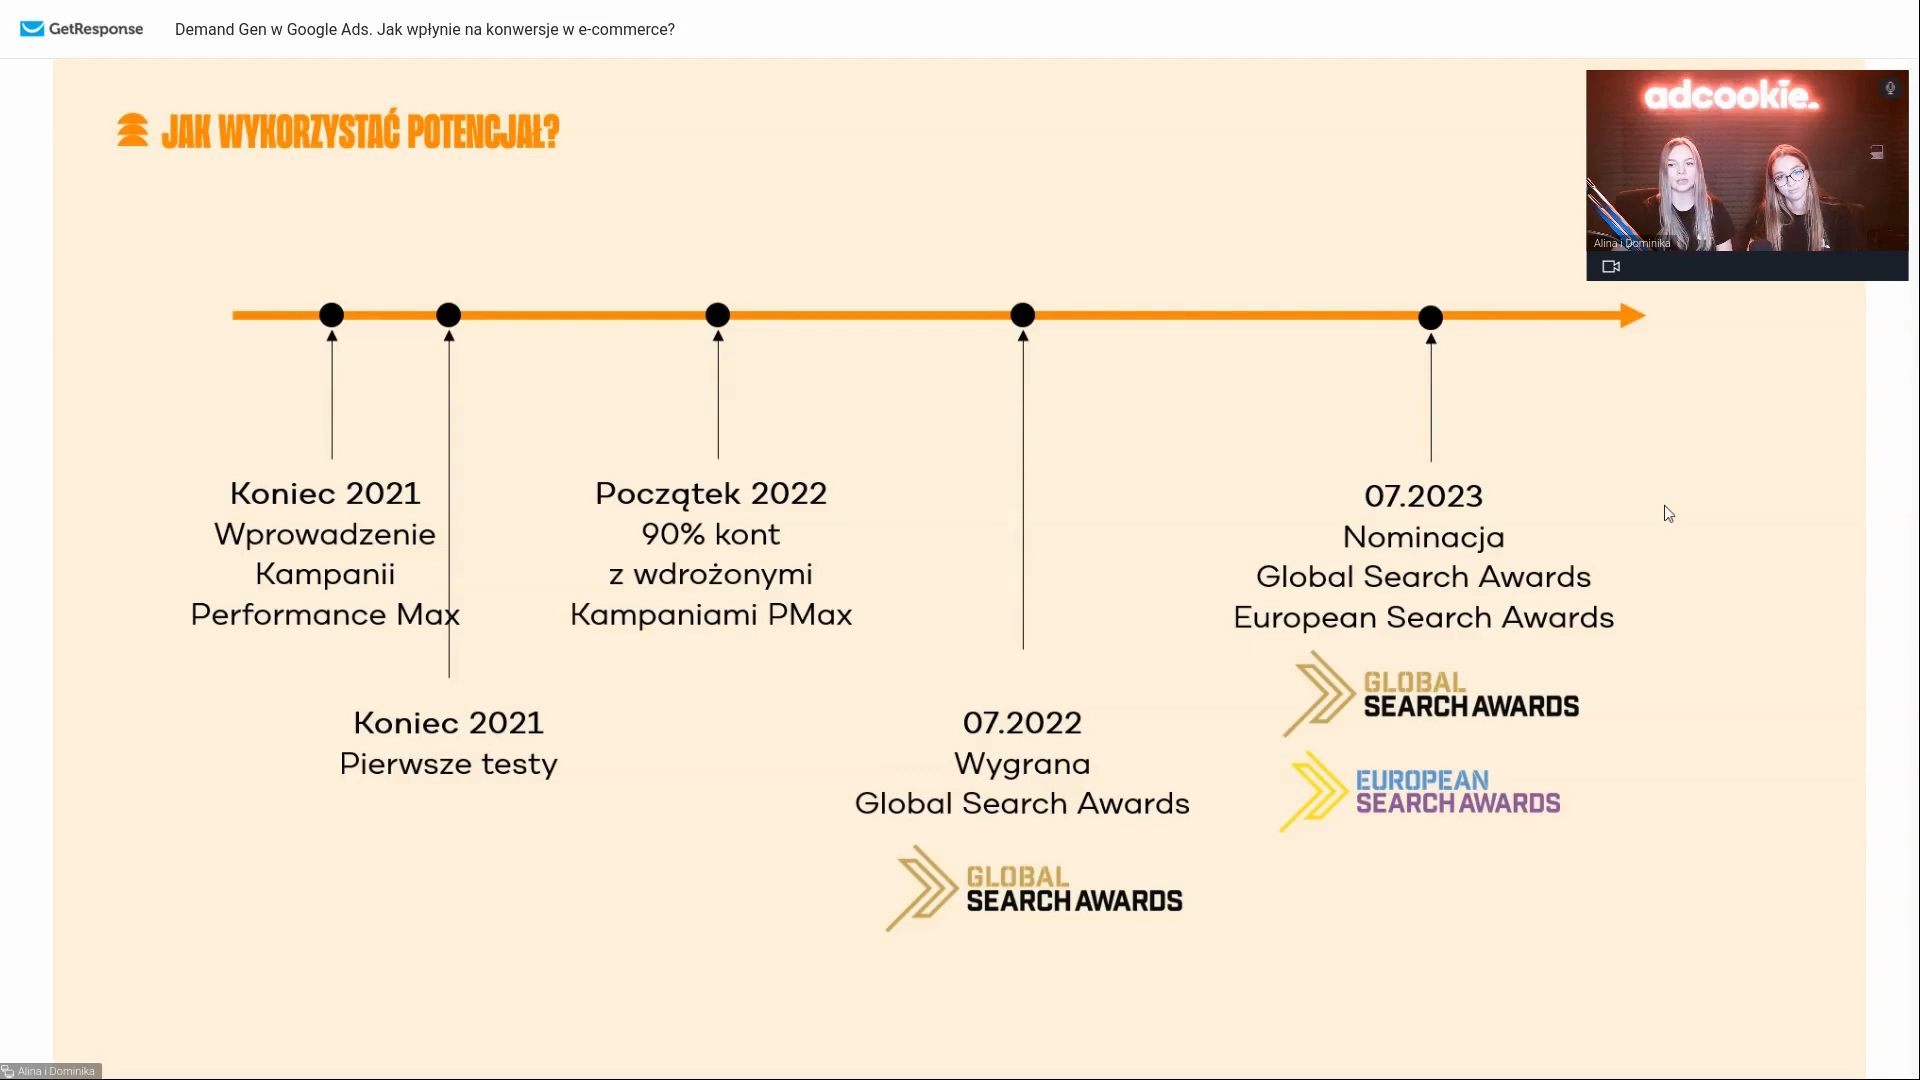 GetResponse
Demand Gen w Google Ads. Jak wpłynie na konwersje w e-commerce?
JAK WYKORZYSTAĆ POTENCJAŁ?
adcookie.
Alina i Dominika
Koniec 2021
Wprowadzenie
Kampanii
Performance Max
Koniec 2021
Pierwsze testy
Początek 2022
90% kont
z wdrożonymi
Kampaniami PMax
07.2022
Wygrana
Global Search Awards
GLOBAL
SEARCH AWARDS
07.2023
Nominacja
Global Search Awards
European Search Awards
GLOBAL
SEARCH AWARDS
EUROPEAN
SEARCH AWARDS
Alina i Dominika